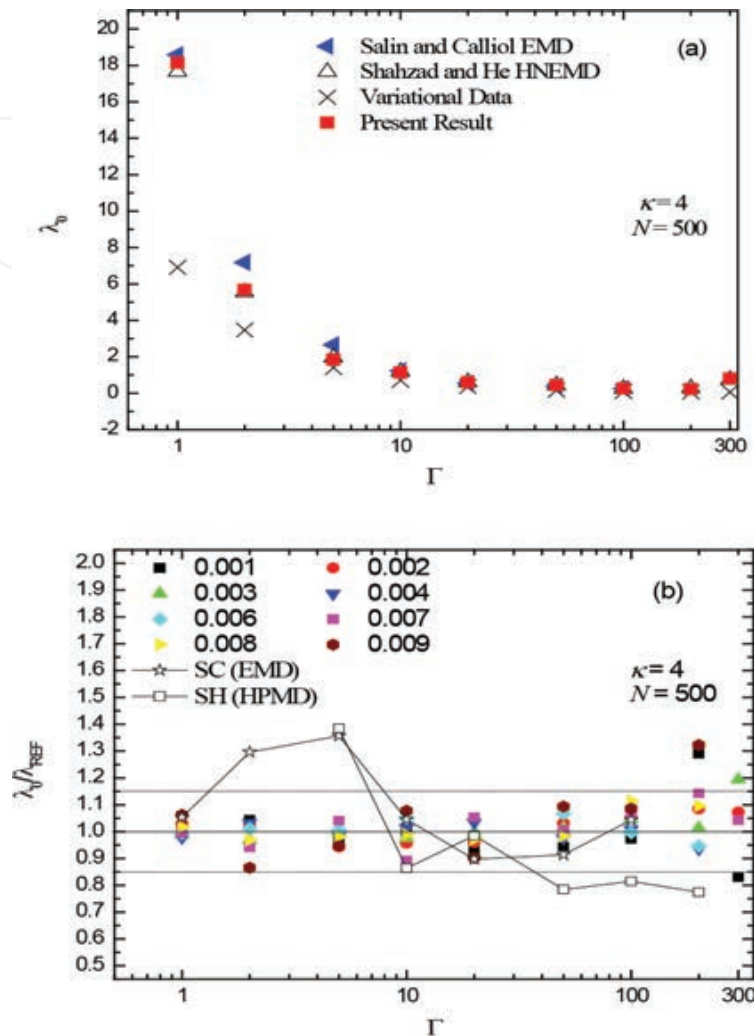 (a)
Salin and Calliol EMD
Shahzad and He HNEMD
Variational Data
Present Result
κ = 4
N = 500
20
18
16
14
12
10
8
6
4
2
0
-2
λ₀
1
10
100
300
Γ
(b)
0.001
0.002
0.003
0.004
0.006
0.007
0.008
0.009
SC (EMD)
SH (HPMD)
κ = 4
N = 500
2.0
1.9
1.8
1.7
1.6
1.5
1.4
1.3
1.2
1.1
1.0
0.9
0.8
0.7
0.6
0.5
λ₀/λREF
1
10
100
300
Γ